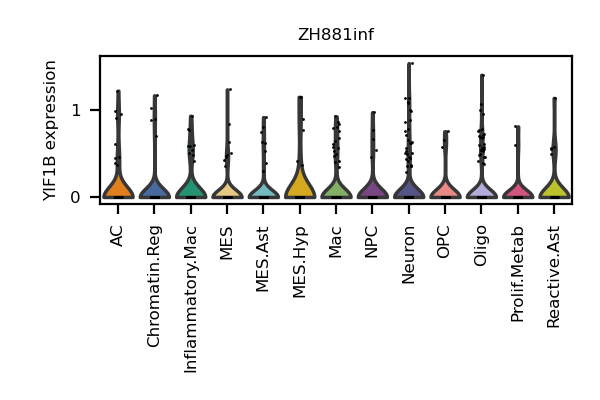 ZH881inf
YIF1B expression
1
0
AC
Chromatin.Reg
Inflammatory.Mac
MES
MES.Ast
MES.Hyp
Mac
NPC
Neuron
OPC
Oligo
Prolif.Metab
Reactive.Ast